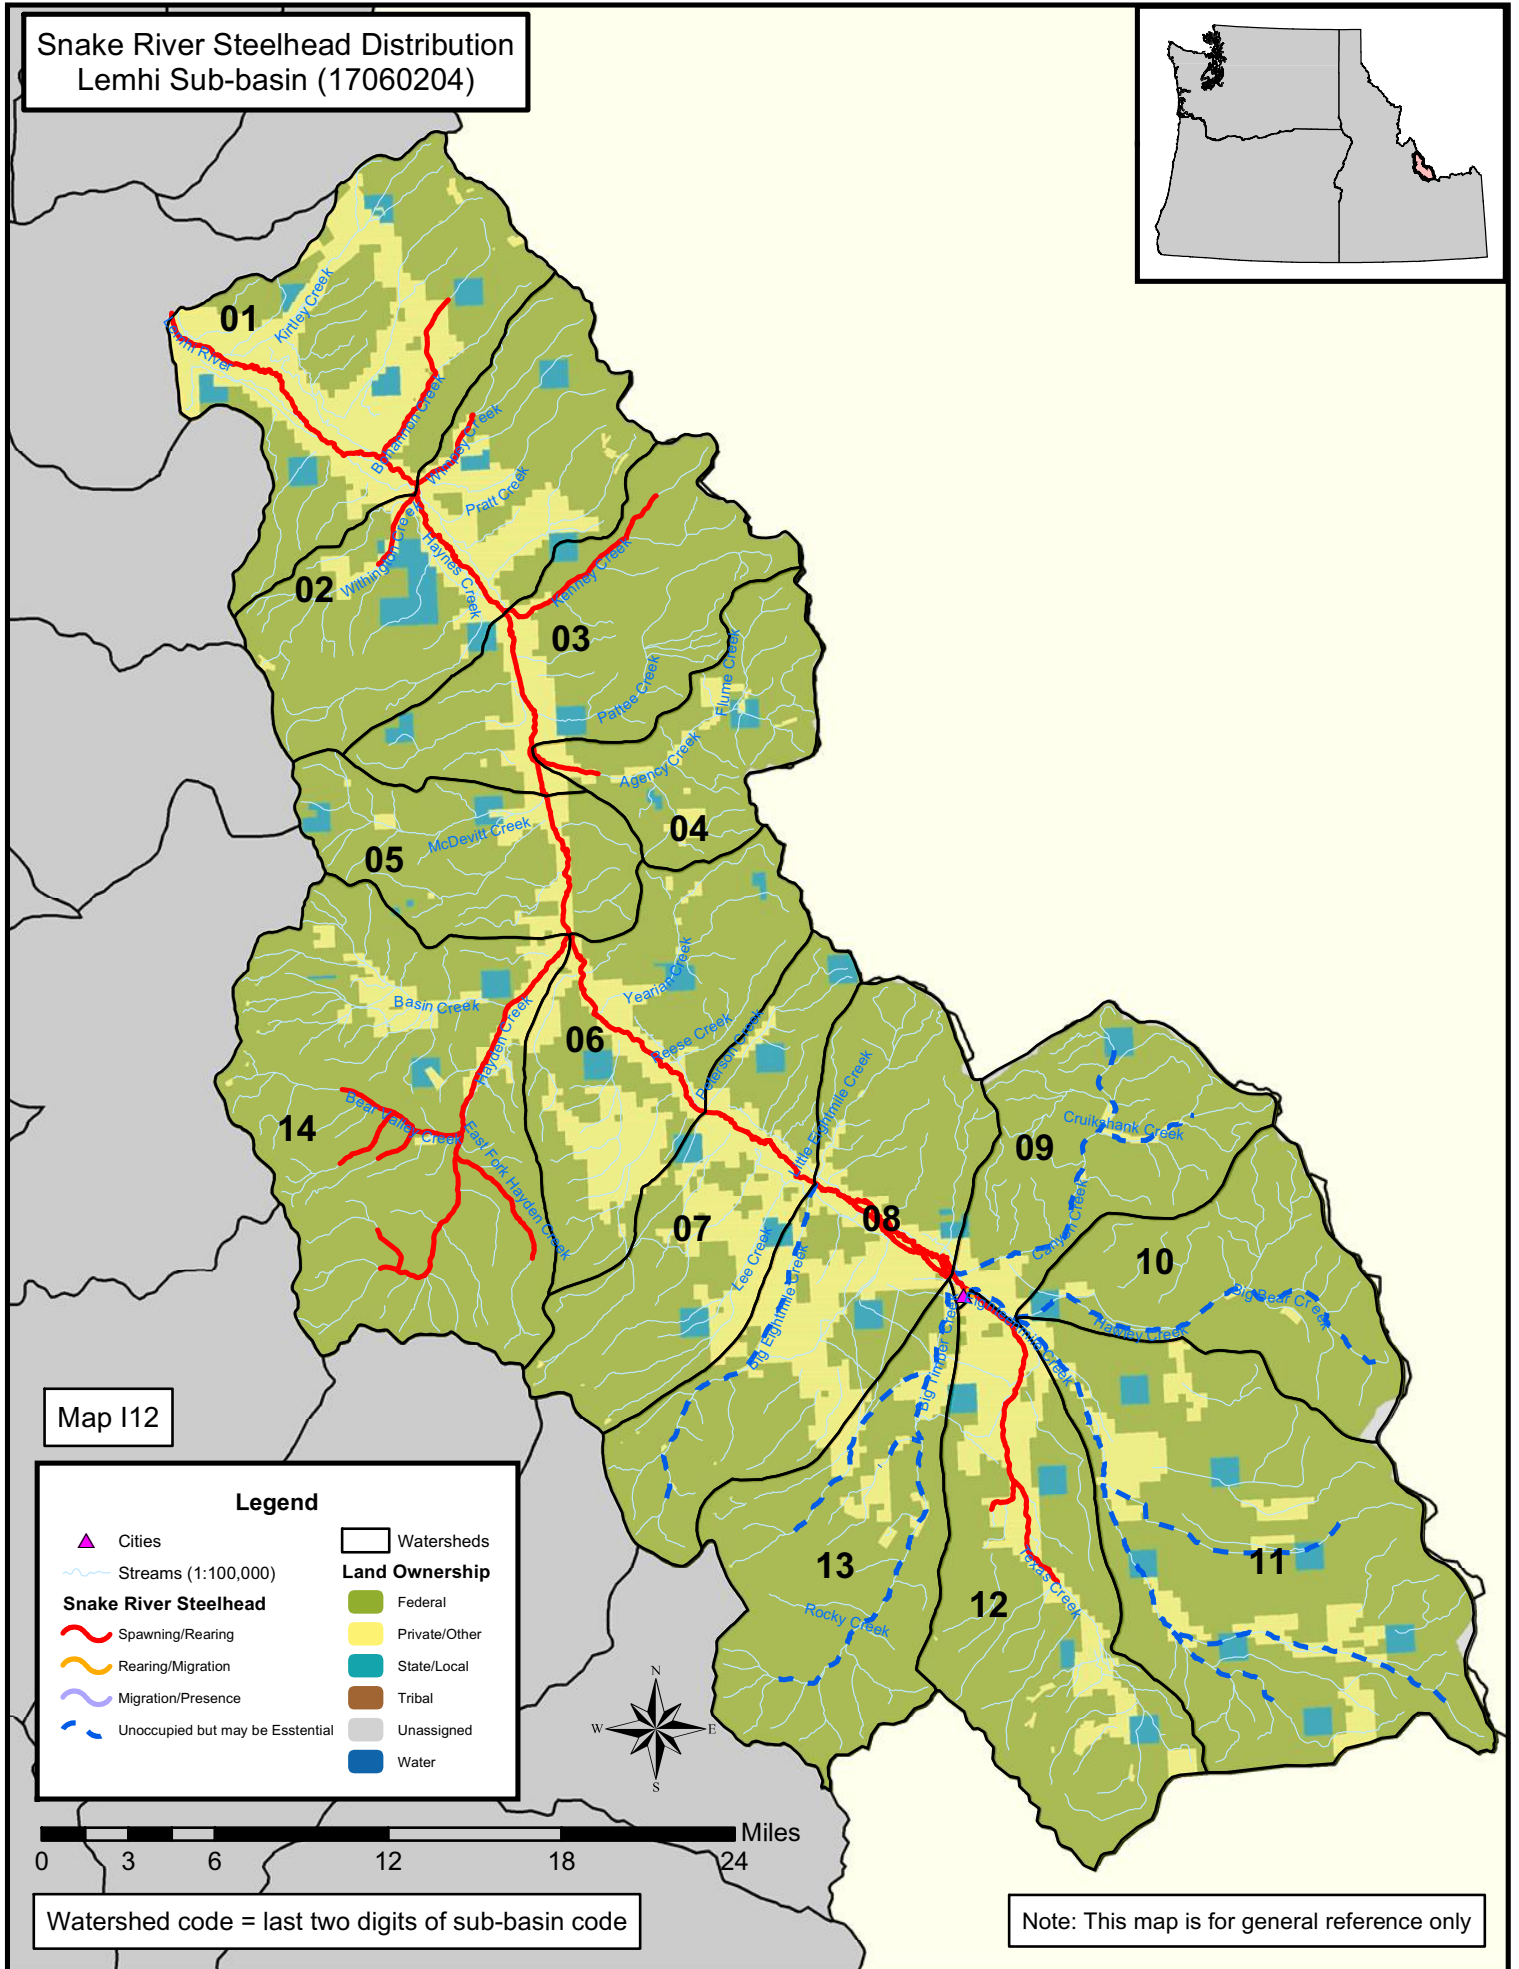 Snake River Steelhead Distribution
Lemhi Sub-basin (17060204)
01
Kirtley Creek
Lemhi River
Bohannon Creek
Wimpey Creek
Pratt Creek
Withington Creek
Haynes Creek
02
Kenney Creek
03
Pattee Creek
Flume Creek
Agency Creek
04
McDevitt Creek
05
Yearian Creek
Basin Creek
Hayden Creek
06
Reese Creek
Peterson Creek
Little Eightmile Creek
14
Bear Valley Creek
East Fork Hayden Creek
Cruikshank Creek
09
Canyon Creek
07
08
Lee Creek
Big Eightmile Creek
10
Big Bear Creek
Hawley Creek
Eighteenmile Creek
Big Timber Creek
Map I12
13
Rocky Creek
12
Texas Creek
11
Legend
Cities
Streams (1:100,000)
Snake River Steelhead
Spawning/Rearing
Rearing/Migration
Migration/Presence
Unoccupied but may be Esstential
Watersheds
Land Ownership
Federal
Private/Other
State/Local
Tribal
Unassigned
Water
N
W
E
S
Miles
0 3 6 12 18 24
Watershed code = last two digits of sub-basin code
Note: This map is for general reference only